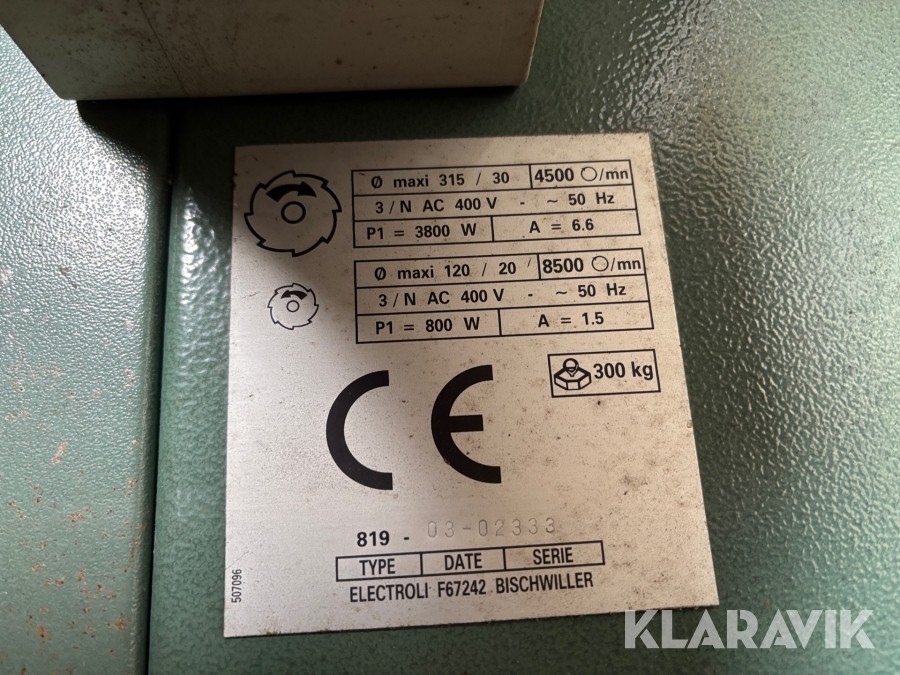 Ø maxi 315 / 30 4500 /mn
3 / N AC 400 V - ~ 50 Hz
P1 = 3800 W A = 6.6
Ø maxi 120 / 20 8500 /mn
3 / N AC 400 V - ~ 50 Hz
P1 = 800 W A = 1.5
300 kg
CE
819 - 03-02333
TYPE DATE SERIE
ELECTROLI F67242 BISCHWILLER
507096
KLARAVIK